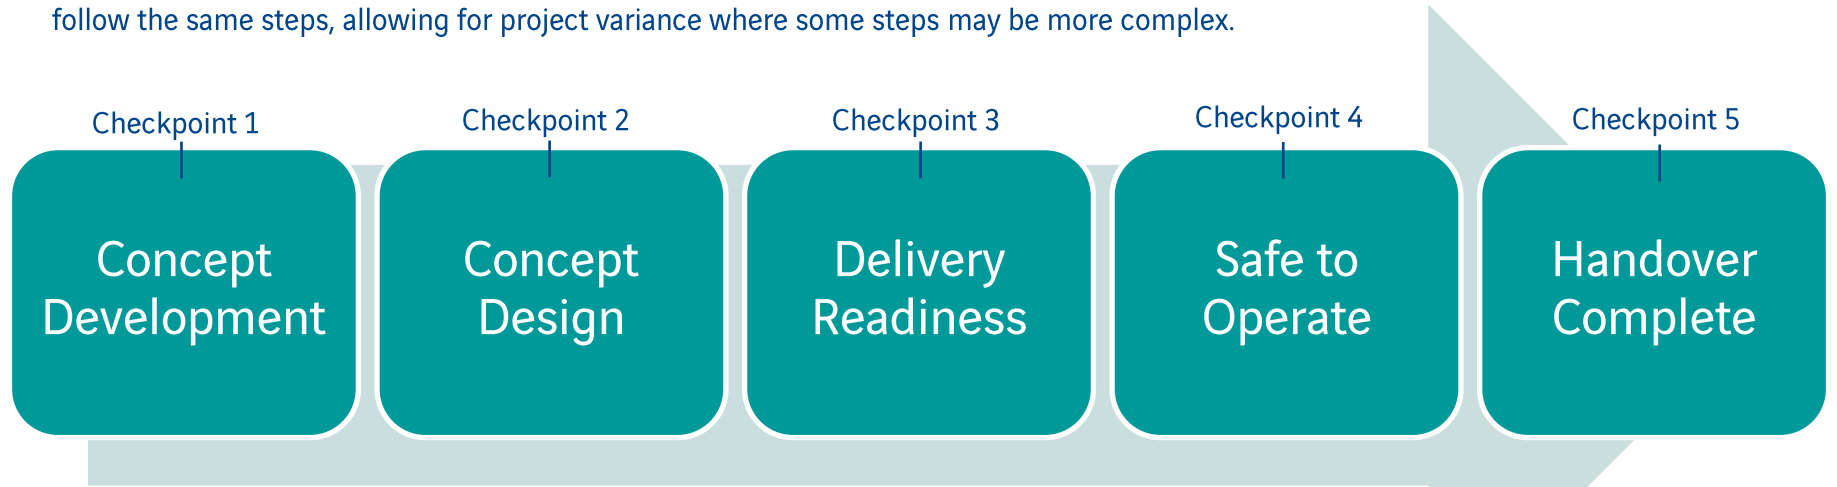 follow the same steps, allowing for project variance where some steps may be more complex.
Checkpoint 1
Checkpoint 2
Checkpoint 3
Checkpoint 4
Checkpoint 5
Concept
Development
Concept
Design
Delivery
Readiness
Safe to
Operate
Handover
Complete